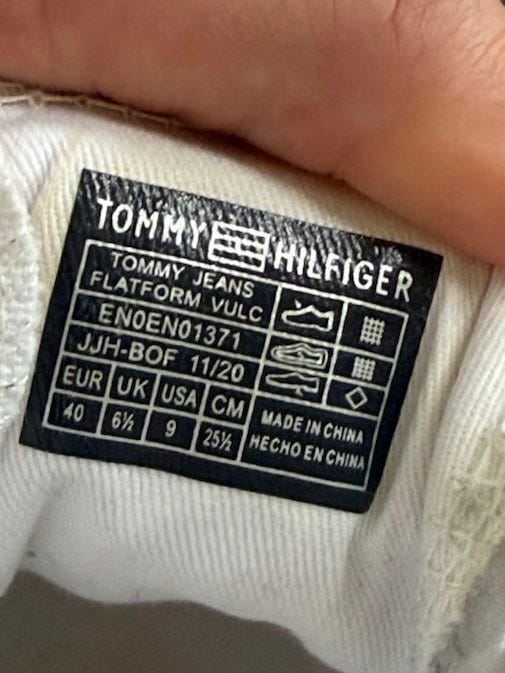 TOMMY HILFIGER
TOMMY JEANS
FLATFORM VULC
EN0EN01371
JJH-BOF 11/20
EUR UK USA CM
40 6½ 9 25½
MADE IN CHINA
HECHO EN CHINA